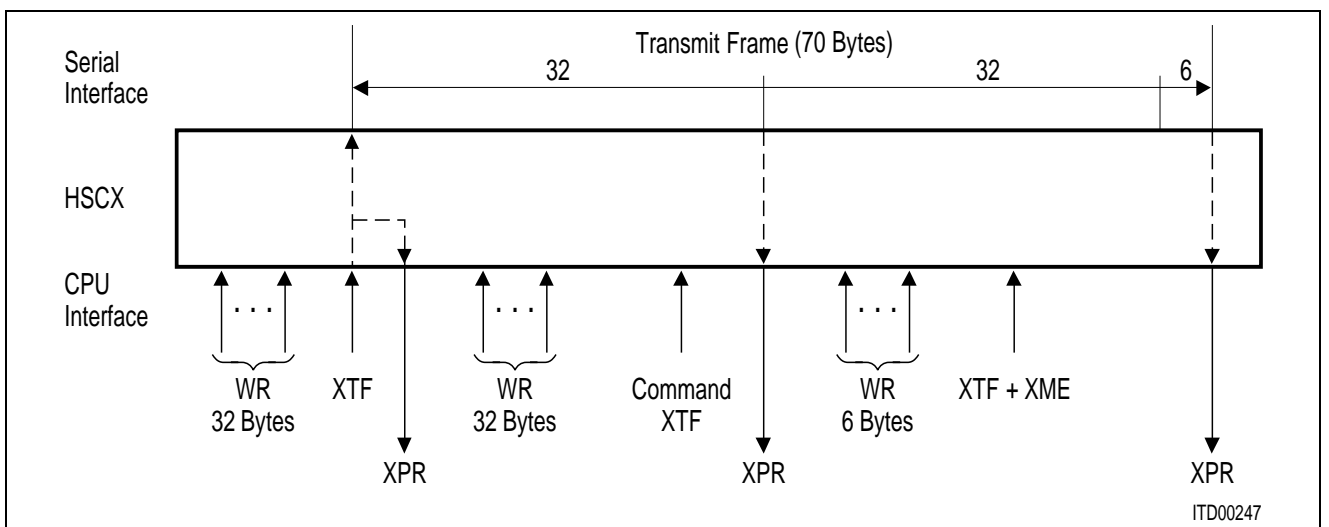 Transmit Frame (70 Bytes)
Serial
Interface
32
32
6
HSCX
CPU
Interface
. . .
. . .
. . .
WR
32 Bytes
XTF
WR
32 Bytes
Command
XTF
WR
6 Bytes
XTF + XME
XPR
XPR
XPR
ITD00247